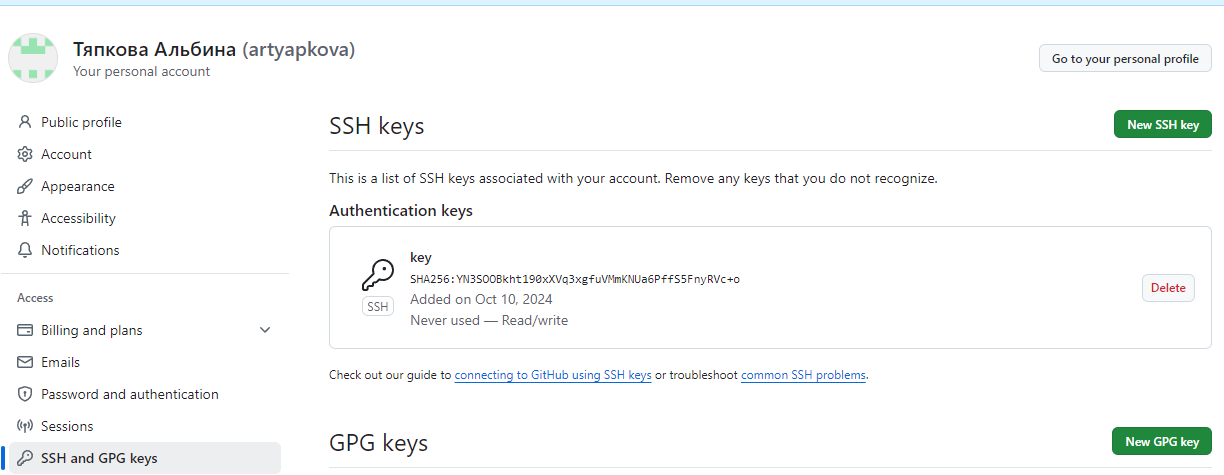 Тяпкова Альбина (artyapkova)
Your personal account
Go to your personal profile
Public profile
Account
Appearance
Accessibility
Notifications
Access
Billing and plans
Emails
Password and authentication
Sessions
SSH and GPG keys
SSH keys
New SSH key
This is a list of SSH keys associated with your account. Remove any keys that you do not recognize.
Authentication keys
key
SHA256:YN3SOOBkht190xXVq3xgfuVMmKNUa6PffS5FnyRVc+o
SSH
Added on Oct 10, 2024
Never used — Read/write
Delete
Check out our guide to connecting to GitHub using SSH keys or troubleshoot common SSH problems.
GPG keys
New GPG key